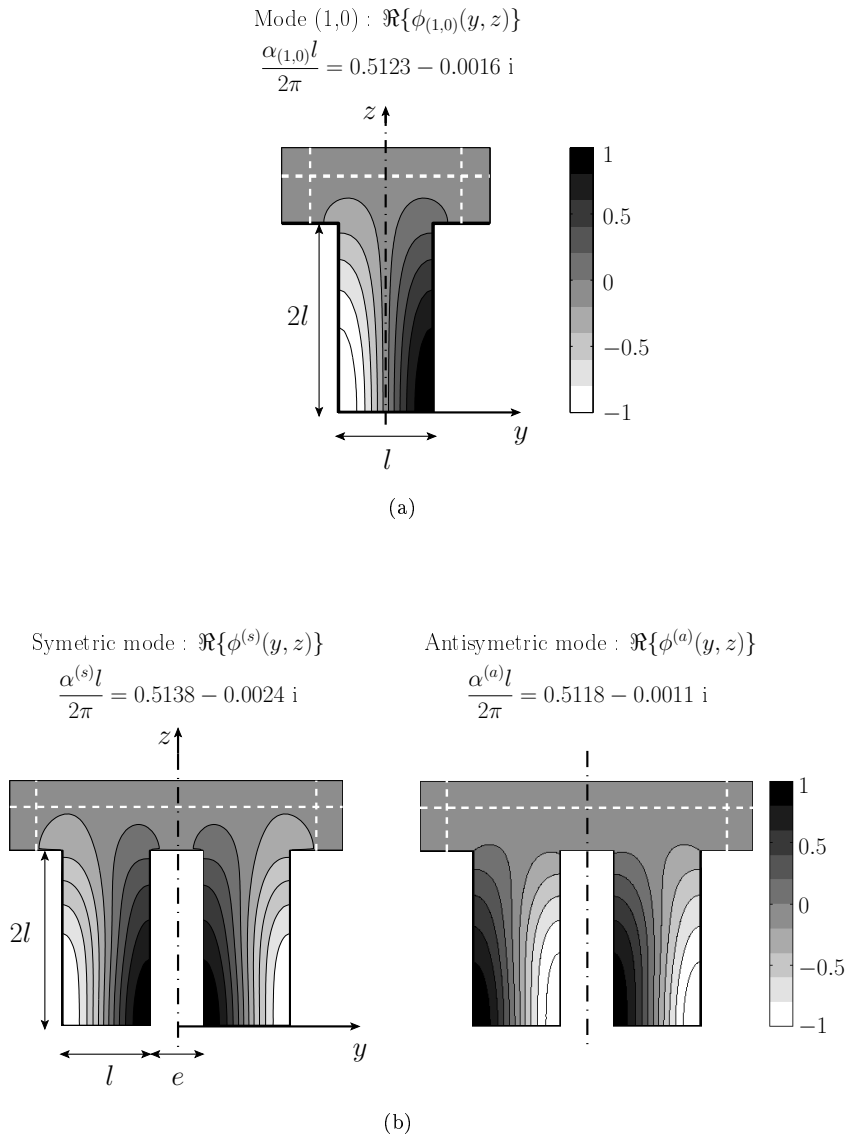 Mode (1,0) : ℜ{ϕ(1,0)(y, z)}
α(1,0)l / 2π = 0.5123 − 0.0016 i
z
1
0.5
0
−0.5
−1
2l
y
l
(a)
Symetric mode : ℜ{ϕ(s)(y, z)}
α(s)l / 2π = 0.5138 − 0.0024 i
z
2l
l
e
y
Antisymetric mode : ℜ{ϕ(a)(y, z)}
α(a)l / 2π = 0.5118 − 0.0011 i
1
0.5
0
−0.5
−1
(b)